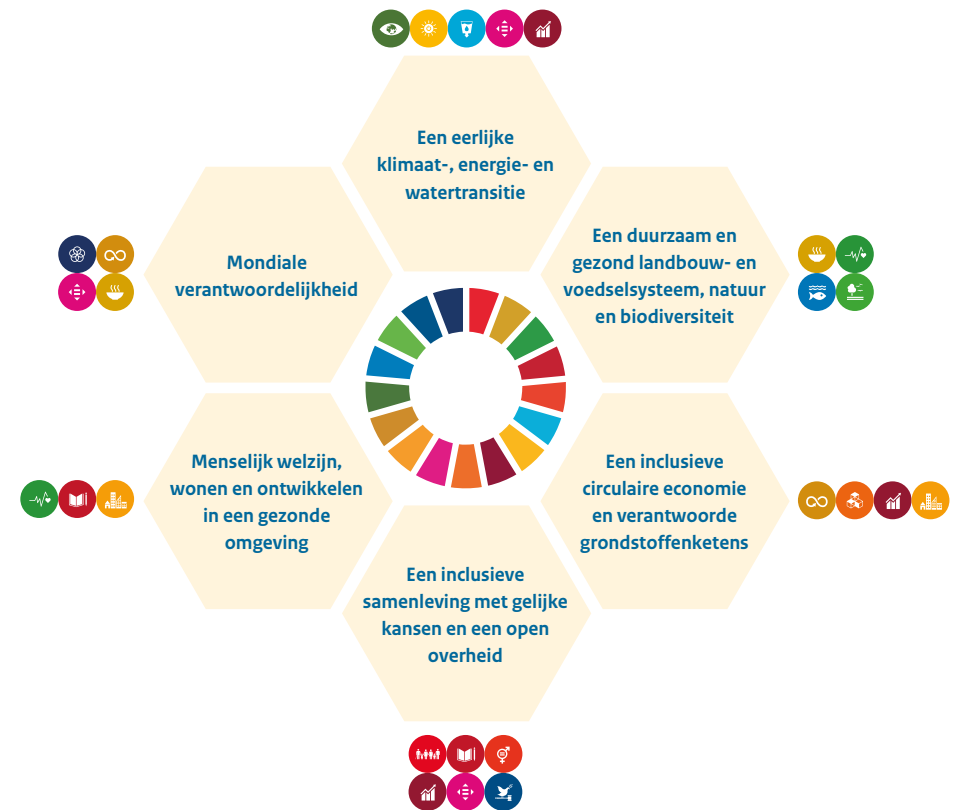 Een eerlijke
klimaat-, energie- en
watertransitie
Een duurzaam en
gezond landbouw- en
voedselsysteem, natuur
en biodiversiteit
Mondiale
verantwoordelijkheid
Menselijk welzijn,
wonen en ontwikkelen
in een gezonde
omgeving
Een inclusieve
circulaire economie
en verantwoorde
grondstoffenketens
Een inclusieve
samenleving met gelijke
kansen en een open
overheid